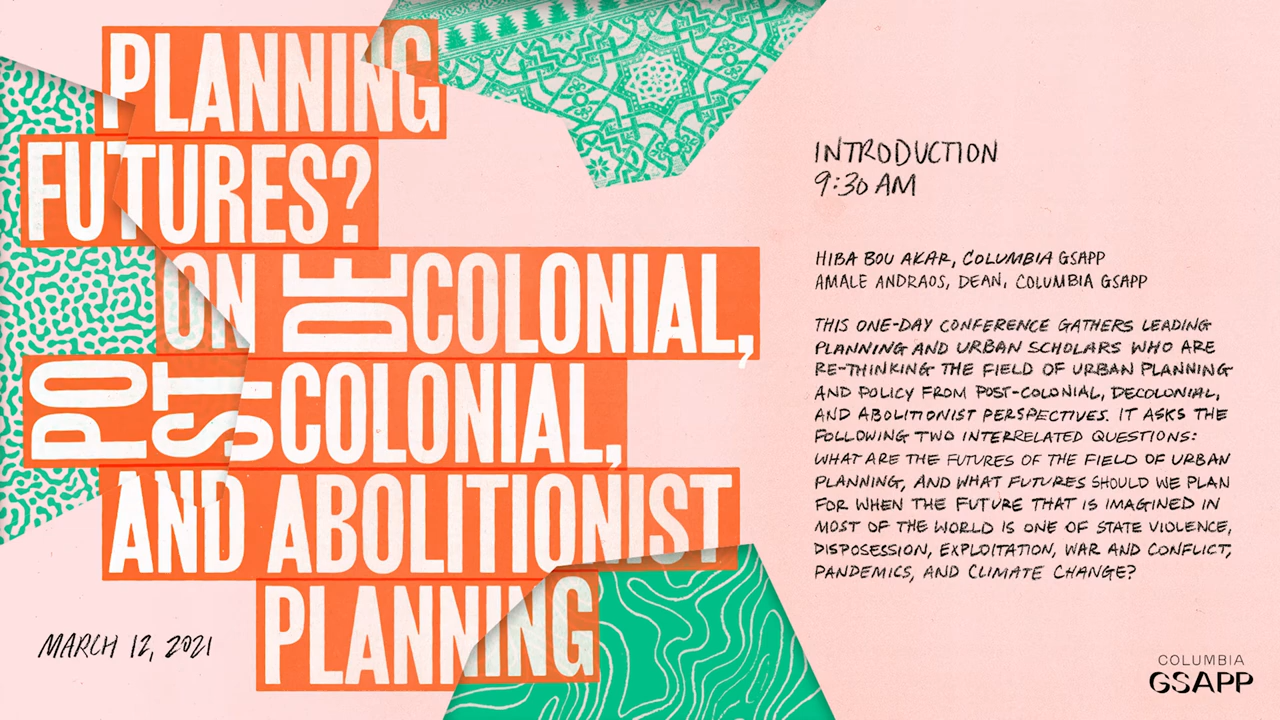 PLANNING
FUTURES?
ON DECOLONIAL,
POSTCOLONIAL,
AND ABOLITIONIST
PLANNING
MARCH 12, 2021
INTRODUCTION
9:30 AM
HIBA BOU AKAR, COLUMBIA GSAPP
AMALE ANDRAOS, DEAN, COLUMBIA GSAPP
THIS ONE-DAY CONFERENCE GATHERS LEADING
PLANNING AND URBAN SCHOLARS WHO ARE
RE-THINKING THE FIELD OF URBAN PLANNING
AND POLICY FROM POST-COLONIAL, DECOLONIAL,
AND ABOLITIONIST PERSPECTIVES. IT ASKS THE
FOLLOWING TWO INTERRELATED QUESTIONS:
WHAT ARE THE FUTURES OF THE FIELD OF URBAN
PLANNING, AND WHAT FUTURES SHOULD WE PLAN
FOR WHEN THE FUTURE THAT IS IMAGINED IN
MOST OF THE WORLD IS ONE OF STATE VIOLENCE,
DISPOSESSION, EXPLOITATION, WAR AND CONFLICT,
PANDEMICS, AND CLIMATE CHANGE?
COLUMBIA
GSAPP